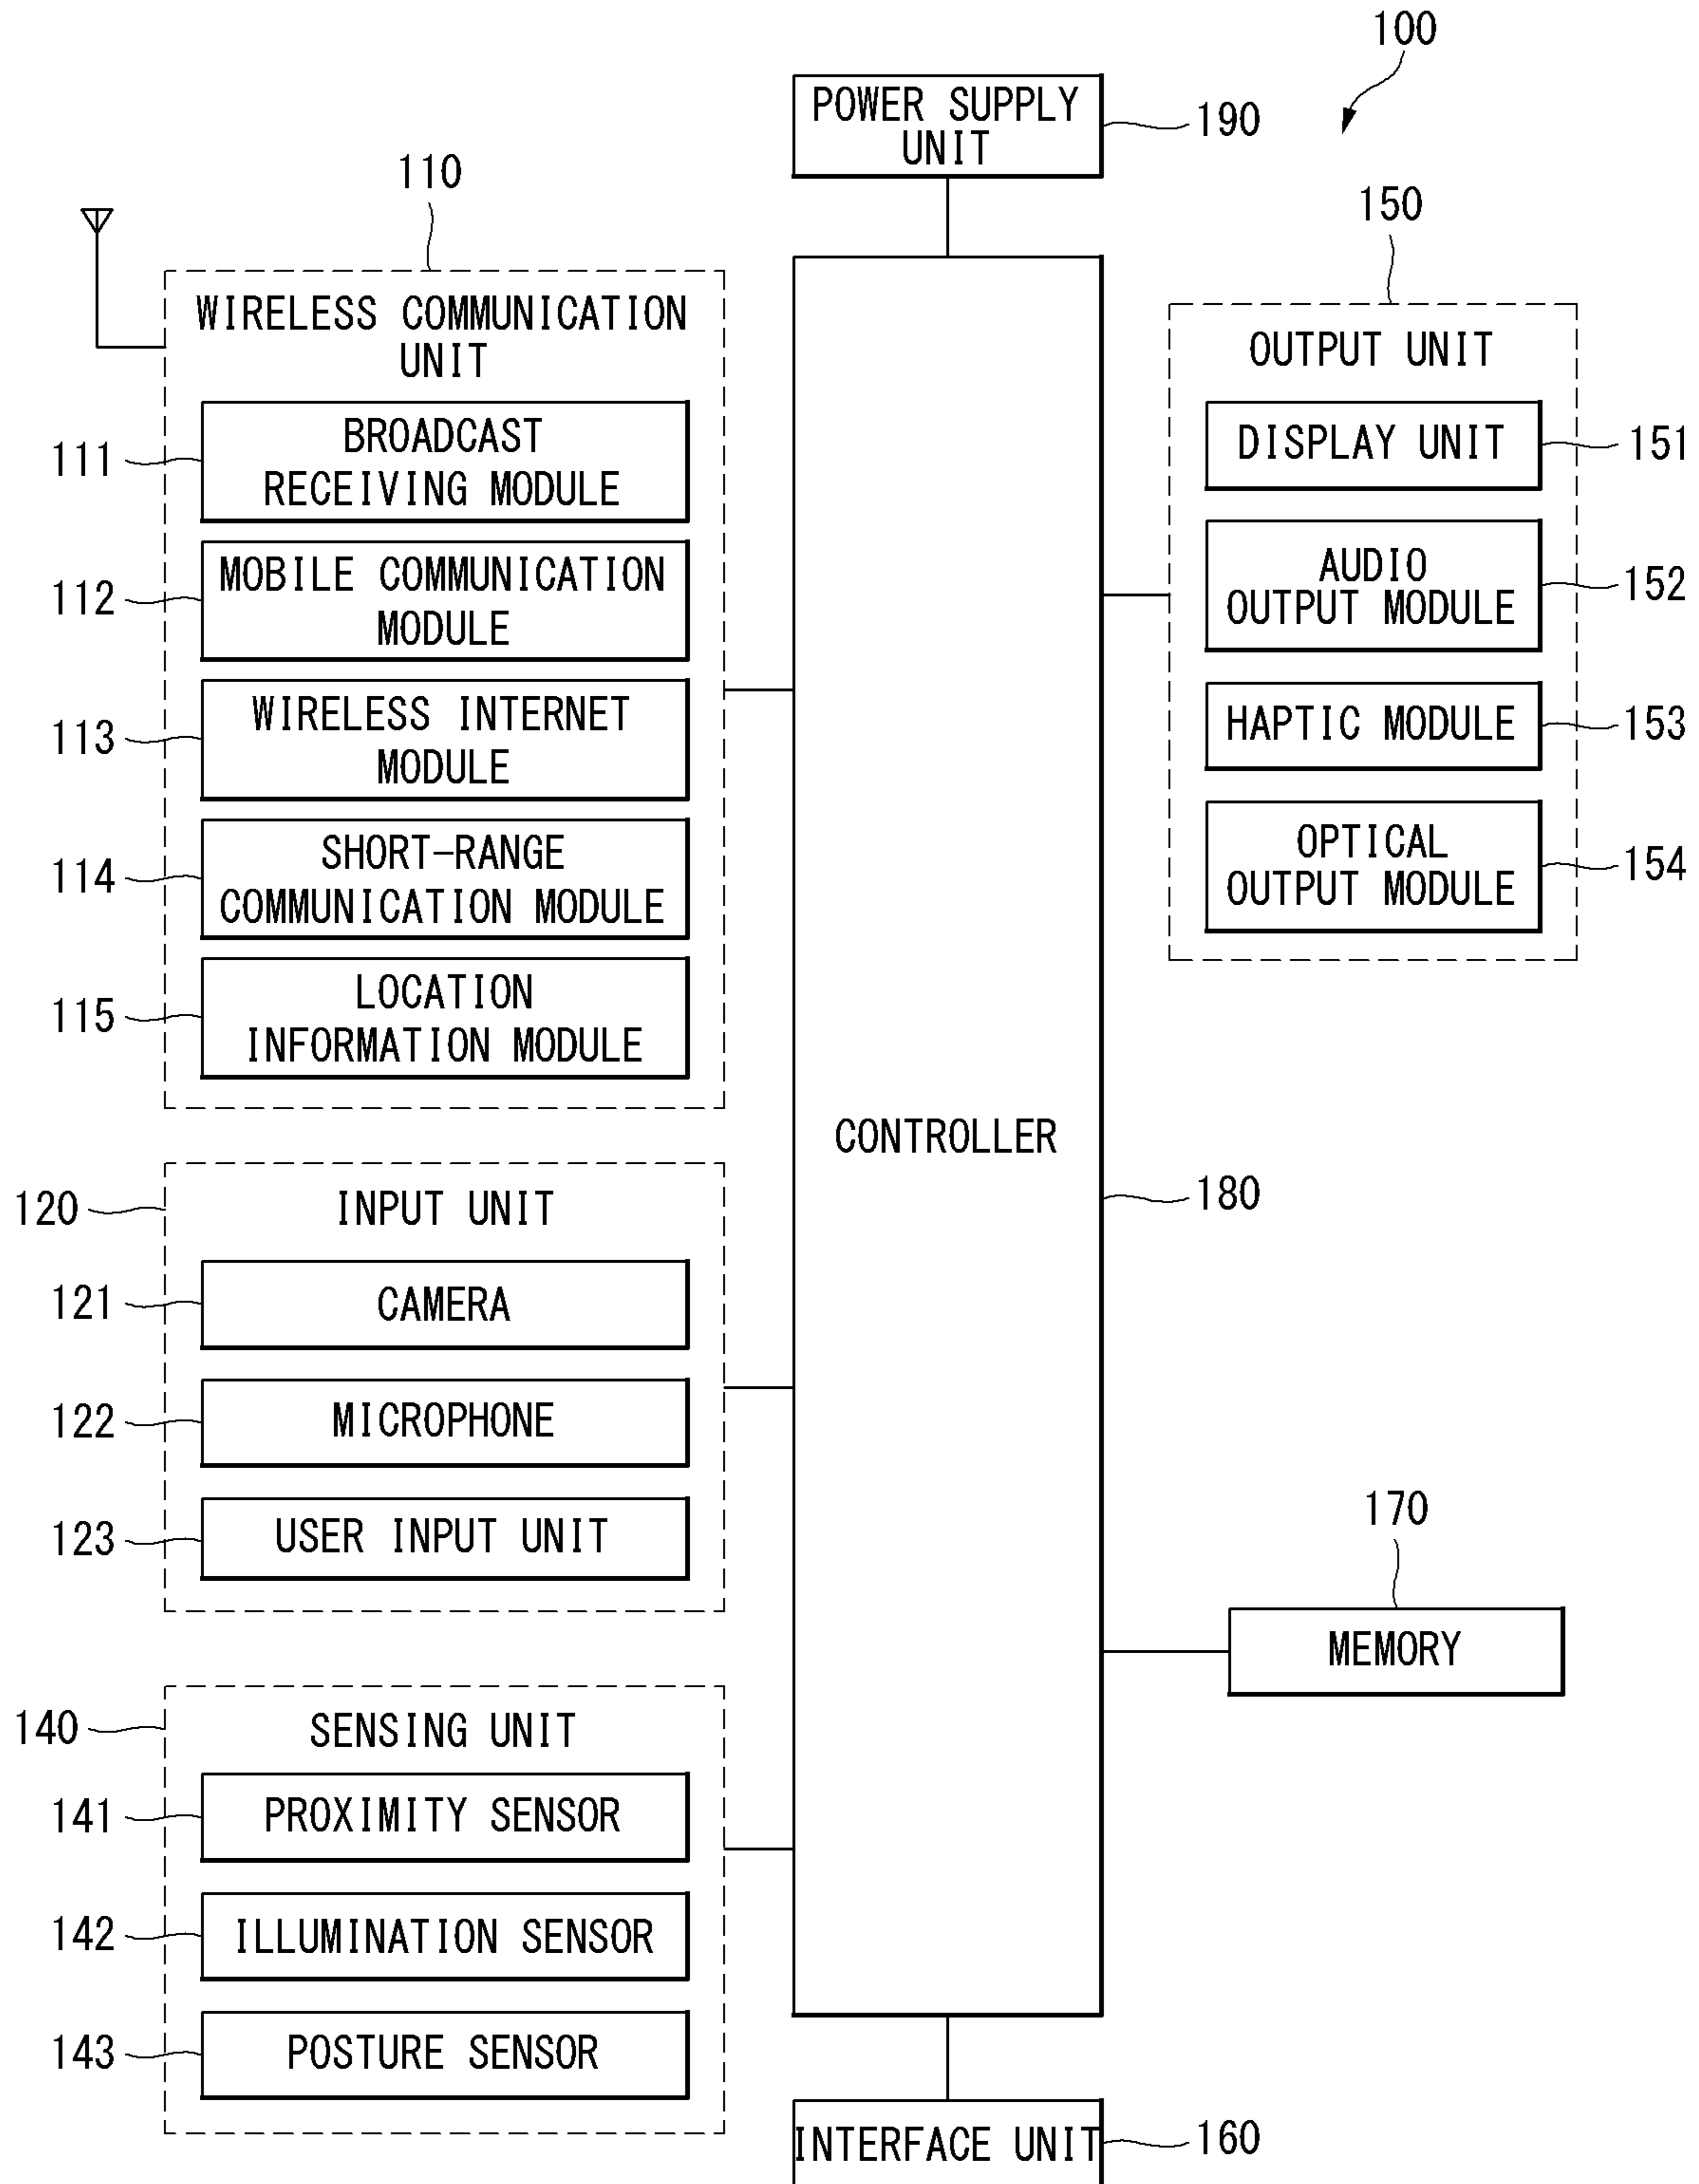 100
POWER SUPPLY
UNIT
190
110
150
WIRELESS COMMUNICATION
UNIT
111
BROADCAST
RECEIVING MODULE
112
MOBILE COMMUNICATION
MODULE
113
WIRELESS INTERNET
MODULE
114
SHORT-RANGE
COMMUNICATION MODULE
115
LOCATION
INFORMATION MODULE
OUTPUT UNIT
DISPLAY UNIT
151
AUDIO
OUTPUT MODULE
152
HAPTIC MODULE
153
OPTICAL
OUTPUT MODULE
154
CONTROLLER
180
120
INPUT UNIT
121
CAMERA
122
MICROPHONE
123
USER INPUT UNIT
170
MEMORY
140
SENSING UNIT
141
PROXIMITY SENSOR
142
ILLUMINATION SENSOR
143
POSTURE SENSOR
INTERFACE UNIT
160